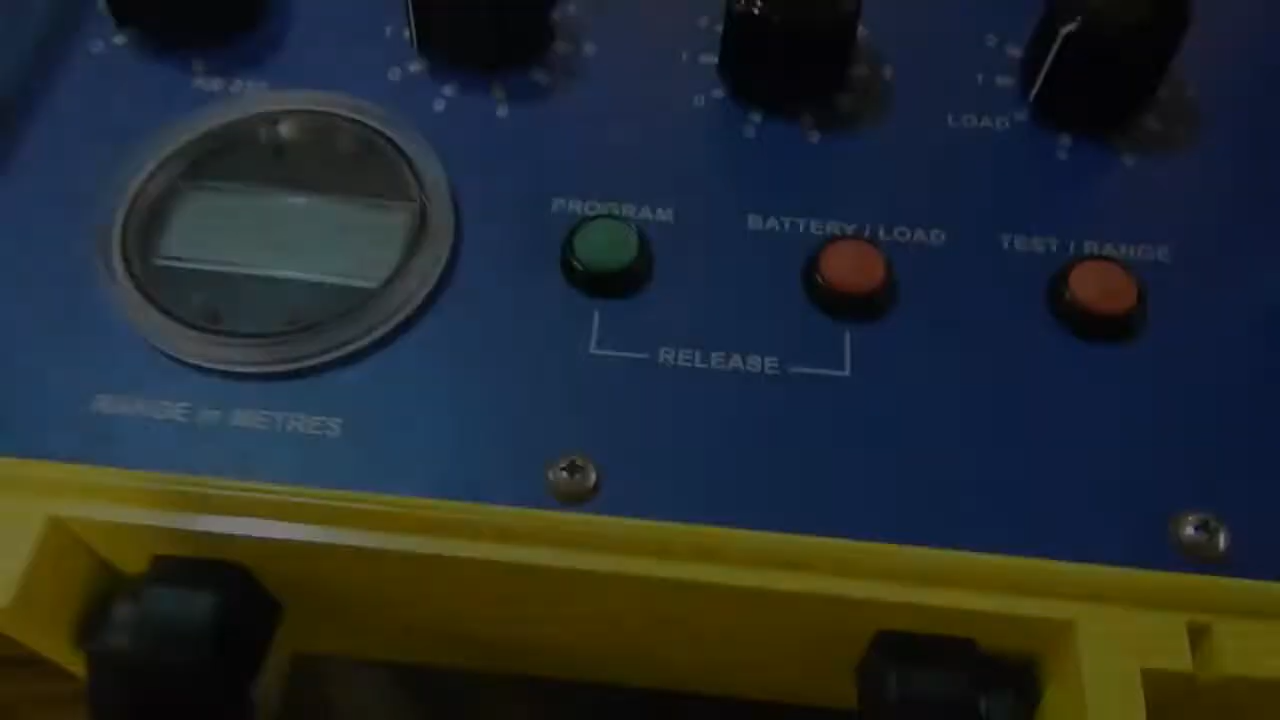 LOAD
PROGRAM
BATTERY / LOAD
TEST / RANGE
RELEASE
RANGE in METRES